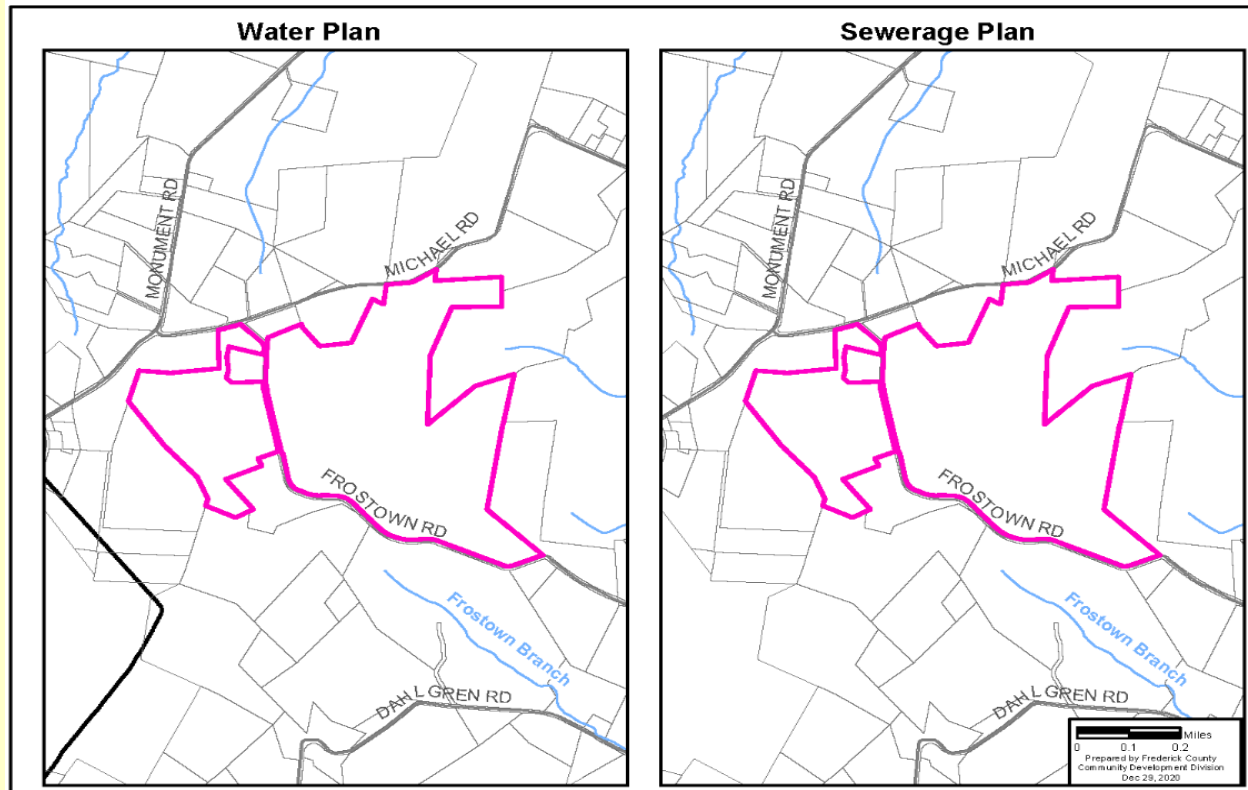 Water Plan
MONUMENT RD
MICHAEL RD
FROSTOWN RD
Frostown Branch
DAHLGREN RD
Sewerage Plan
MONUMENT RD
MICHAEL RD
FROSTOWN RD
Frostown Branch
DAHLGREN RD
Miles
0 0.1 0.2
Prepared by Frederick County
Community Development Division
Dec 29, 2020